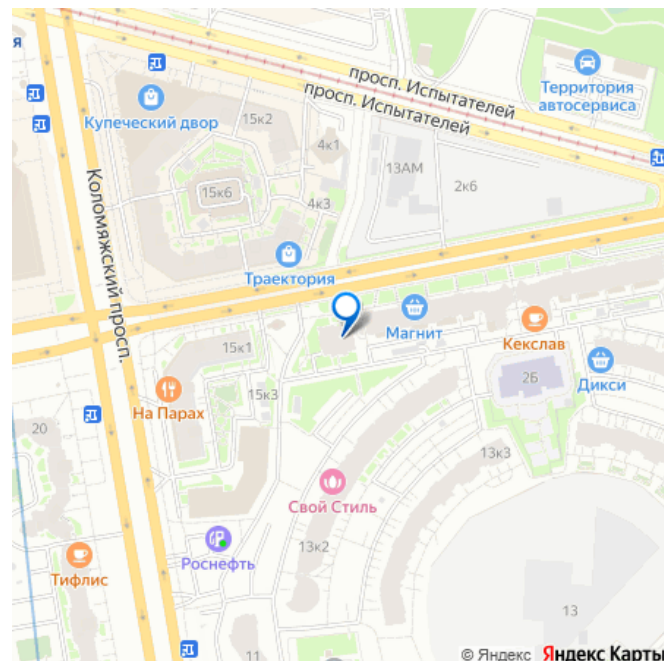 я
просп. Испытателей
просп. Испытателей
Территория
автосервиса
Купеческий двор
15к2
4к1
13АМ
15к6
2к6
4к3
Коломяжский просп.
Траектория
Магнит
Кекслав
15к1
2Б
Дикси
На Парах
15к3
20
13к3
Свой Стиль
13к2
Роснефть
Тифлис
13
11
© Яндекс Яндекс Карты